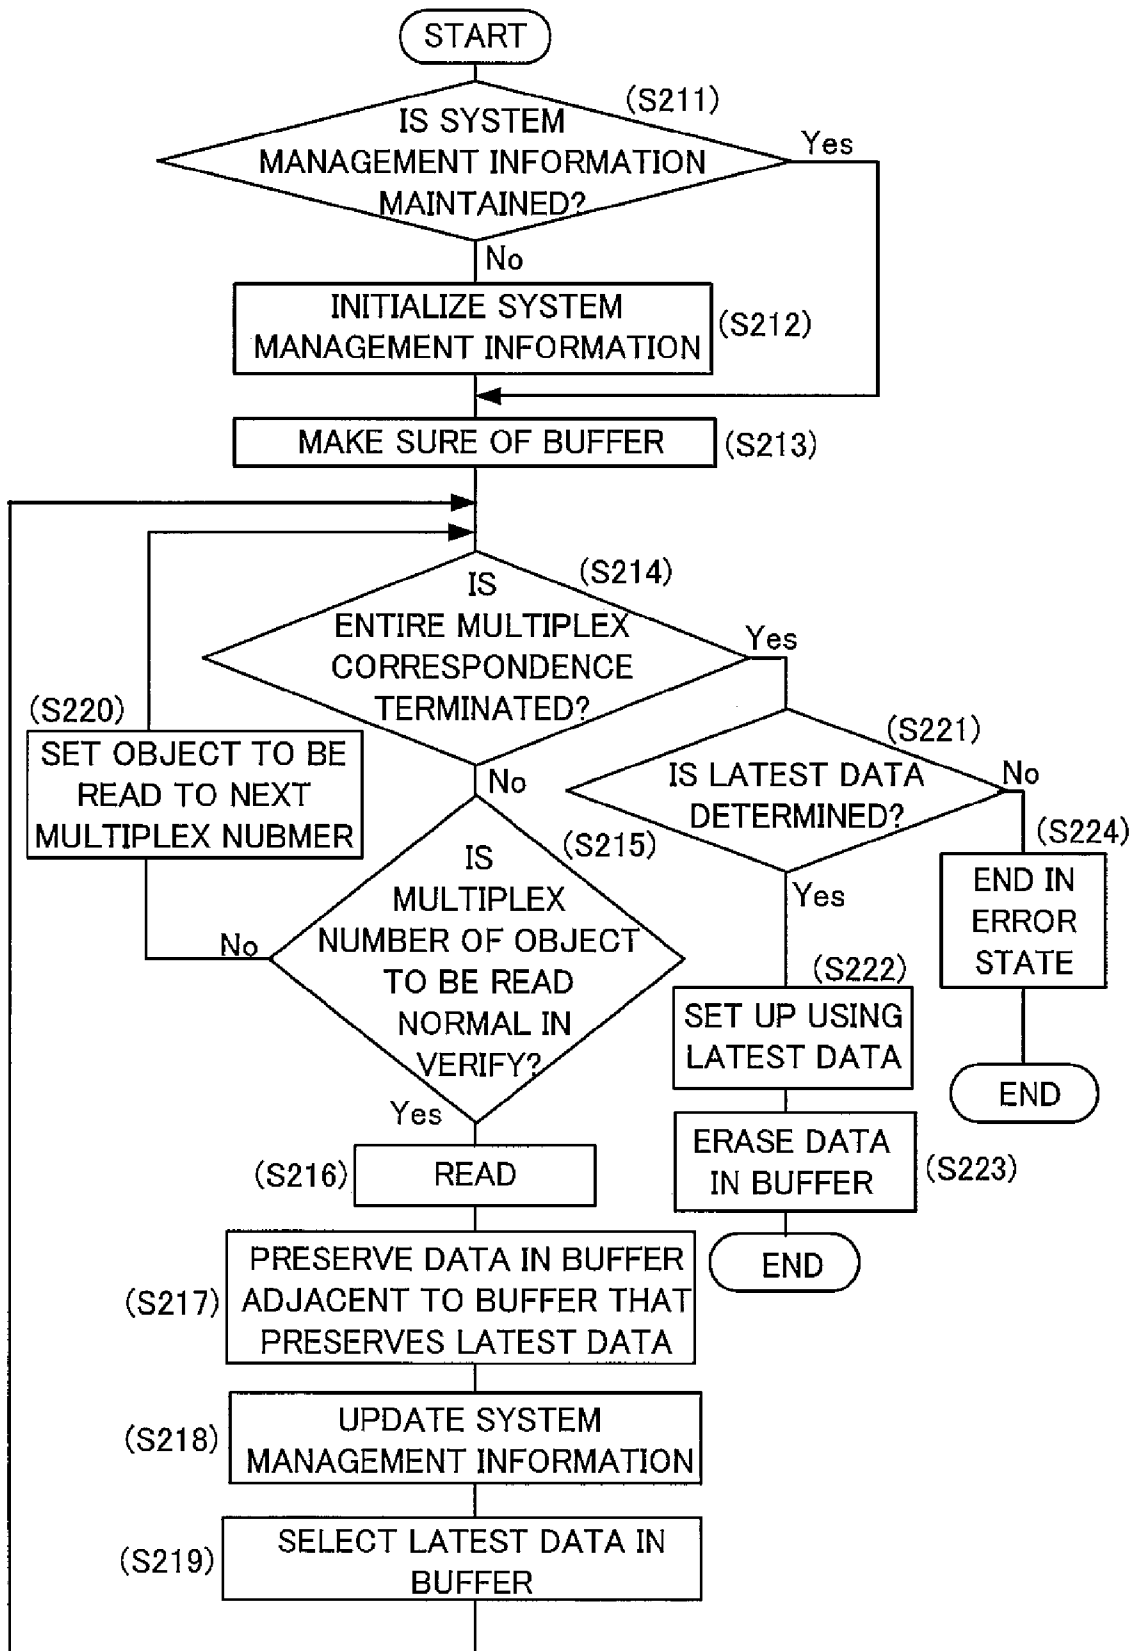 START
(S211)
IS SYSTEM
MANAGEMENT INFORMATION
MAINTAINED?
Yes
No
INITIALIZE SYSTEM
MANAGEMENT INFORMATION
(S212)
MAKE SURE OF BUFFER
(S213)
(S214)
IS
ENTIRE MULTIPLEX
CORRESPONDENCE
TERMINATED?
Yes
No
(S220)
SET OBJECT TO BE
READ TO NEXT
MULTIPLEX NUBMER
(S221)
IS LATEST DATA
DETERMINED?
No
Yes
(S215)
IS
MULTIPLEX
NUMBER OF OBJECT
TO BE READ
NORMAL IN
VERIFY?
No
Yes
(S224)
END IN
ERROR
STATE
END
(S222)
SET UP USING
LATEST DATA
ERASE DATA
IN BUFFER
(S223)
END
(S216)
READ
(S217)
PRESERVE DATA IN BUFFER
ADJACENT TO BUFFER THAT
PRESERVES LATEST DATA
(S218)
UPDATE SYSTEM
MANAGEMENT INFORMATION
(S219)
SELECT LATEST DATA IN
BUFFER